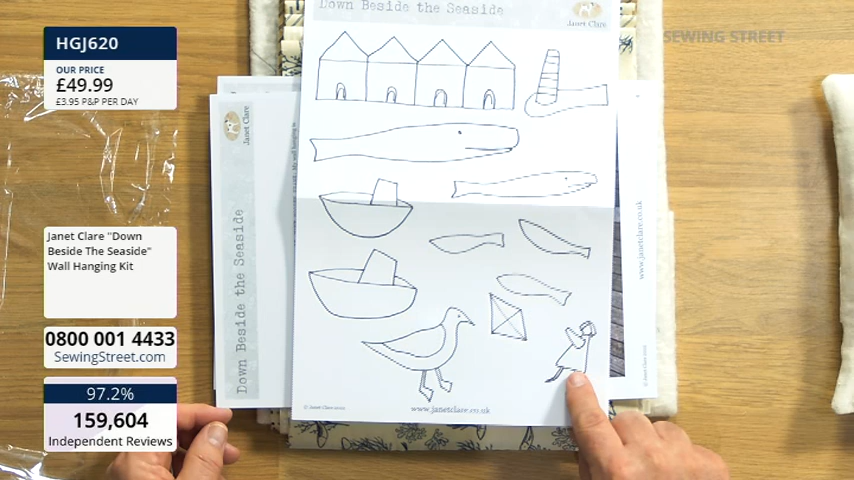 HGJ620
OUR PRICE
£49.99
£3.95 P&P PER DAY
Janet Clare "Down
Beside The Seaside"
Wall Hanging Kit
0800 001 4433
SewingStreet.com
97.2%
159,604
Independent Reviews
SEWING STREET
Down Beside the Seaside
Janet Clare
www.janetclare.co.uk
Janet Clare
Down Beside the Seaside
www.janetclare.co.uk